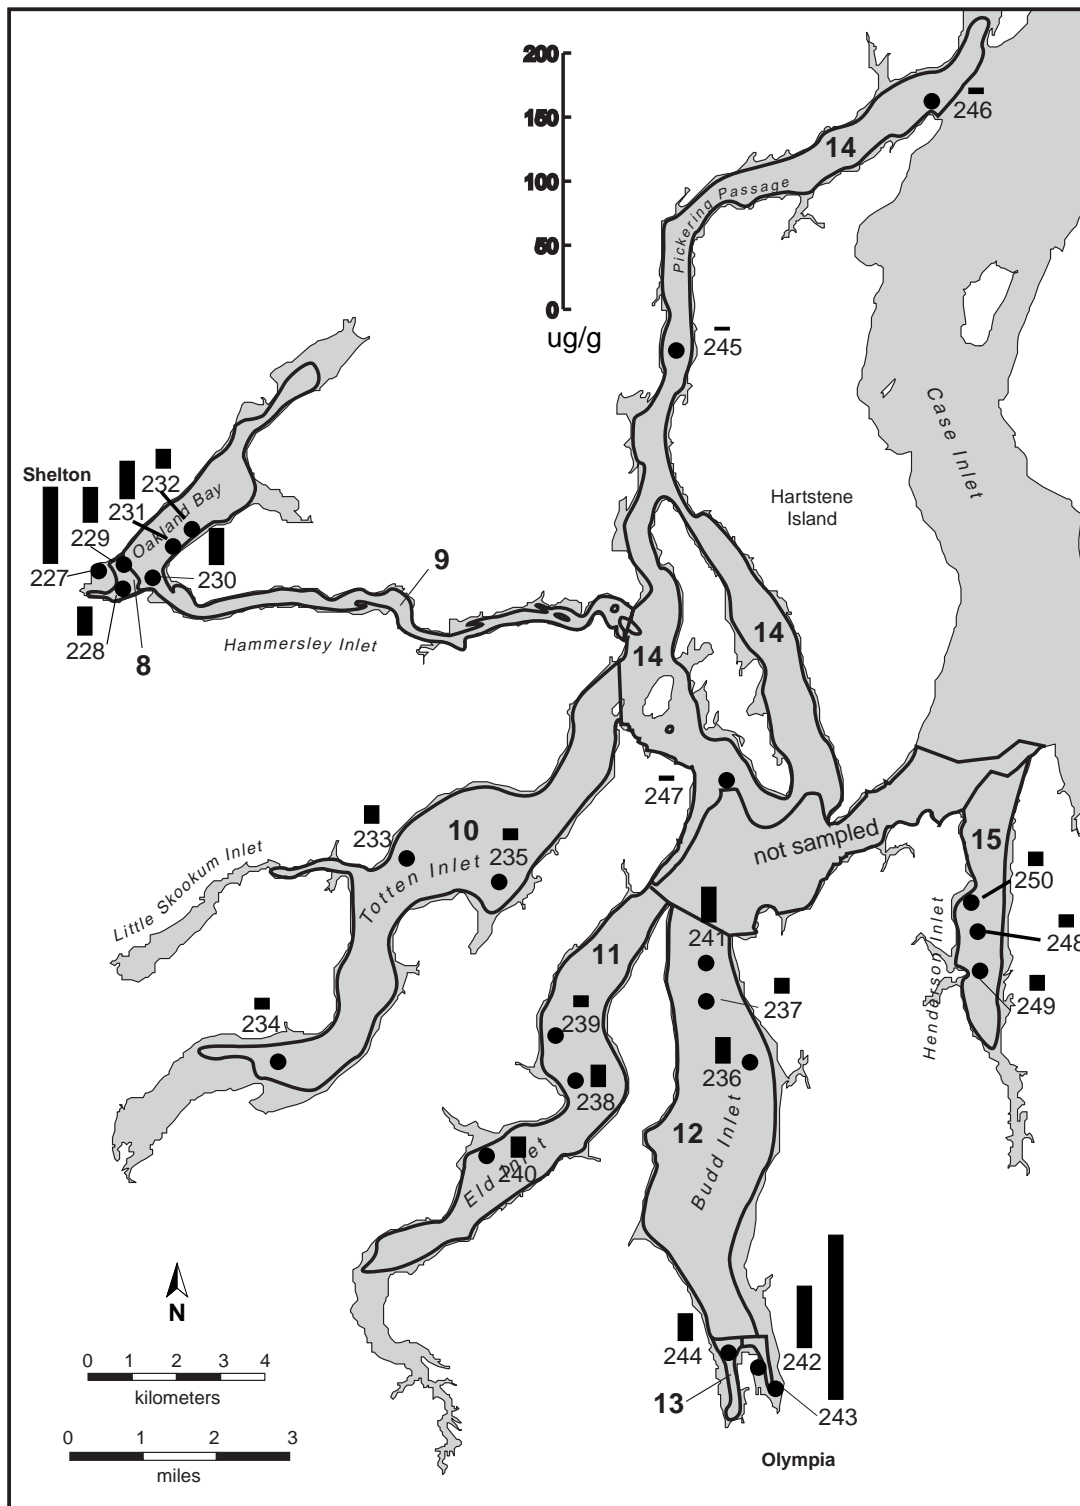 200
150
100
50
0
ug/g
246
14
Pickering Passage
245
Case Inlet
Hartstene
Island
Shelton
232
231
229
227
Oakland Bay
230
228
8
9
Hammersley Inlet
14
14
247
not sampled
233
10
235
Totten Inlet
Little Skookum Inlet
234
15
250
248
249
Henderson Inlet
241
11
239
237
236
238
12
Budd Inlet
240
Eld Inlet
N
0 1 2 3 4
kilometers
0 1 2 3
miles
244
242
13
243
Olympia